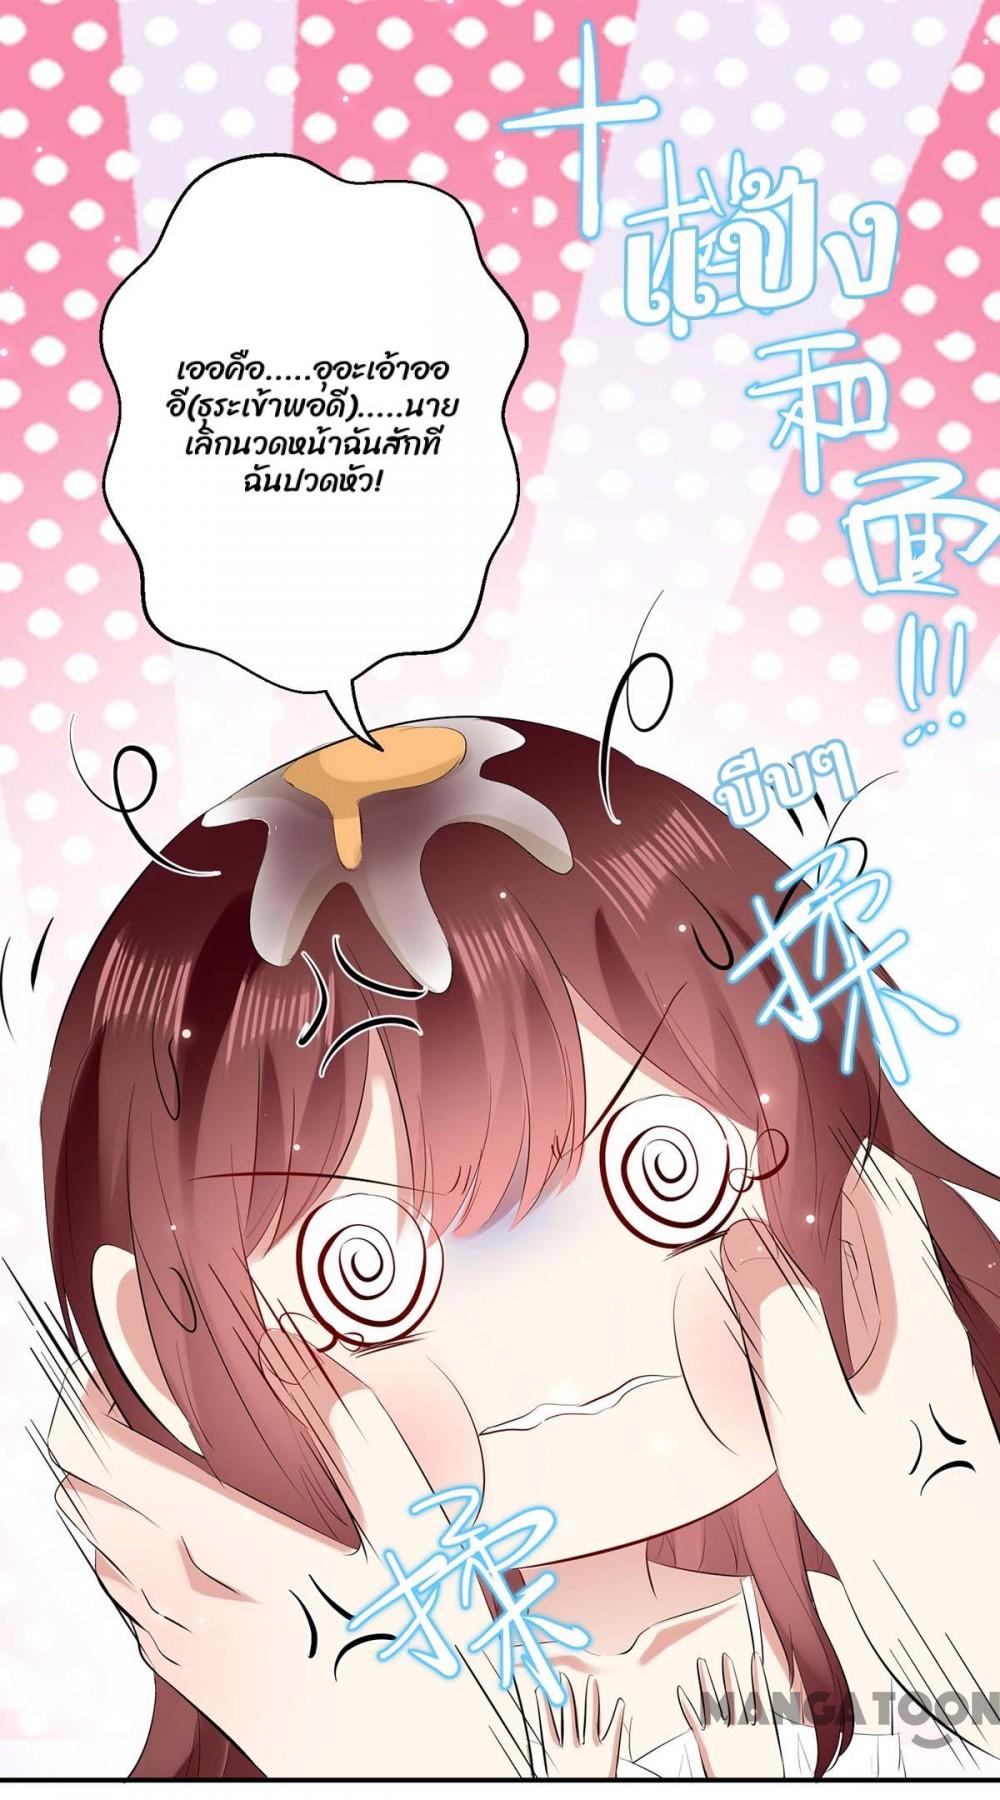 แป้ง
和
面!!!
เออคือ.....อุอะเอ้าออ
อี(ธุระเข้าพอดี).....นาย
เลิกนวดหน้าฉันสักที
ฉันปวดหัว!
บีบๆ
揉
揉
MANGATOON